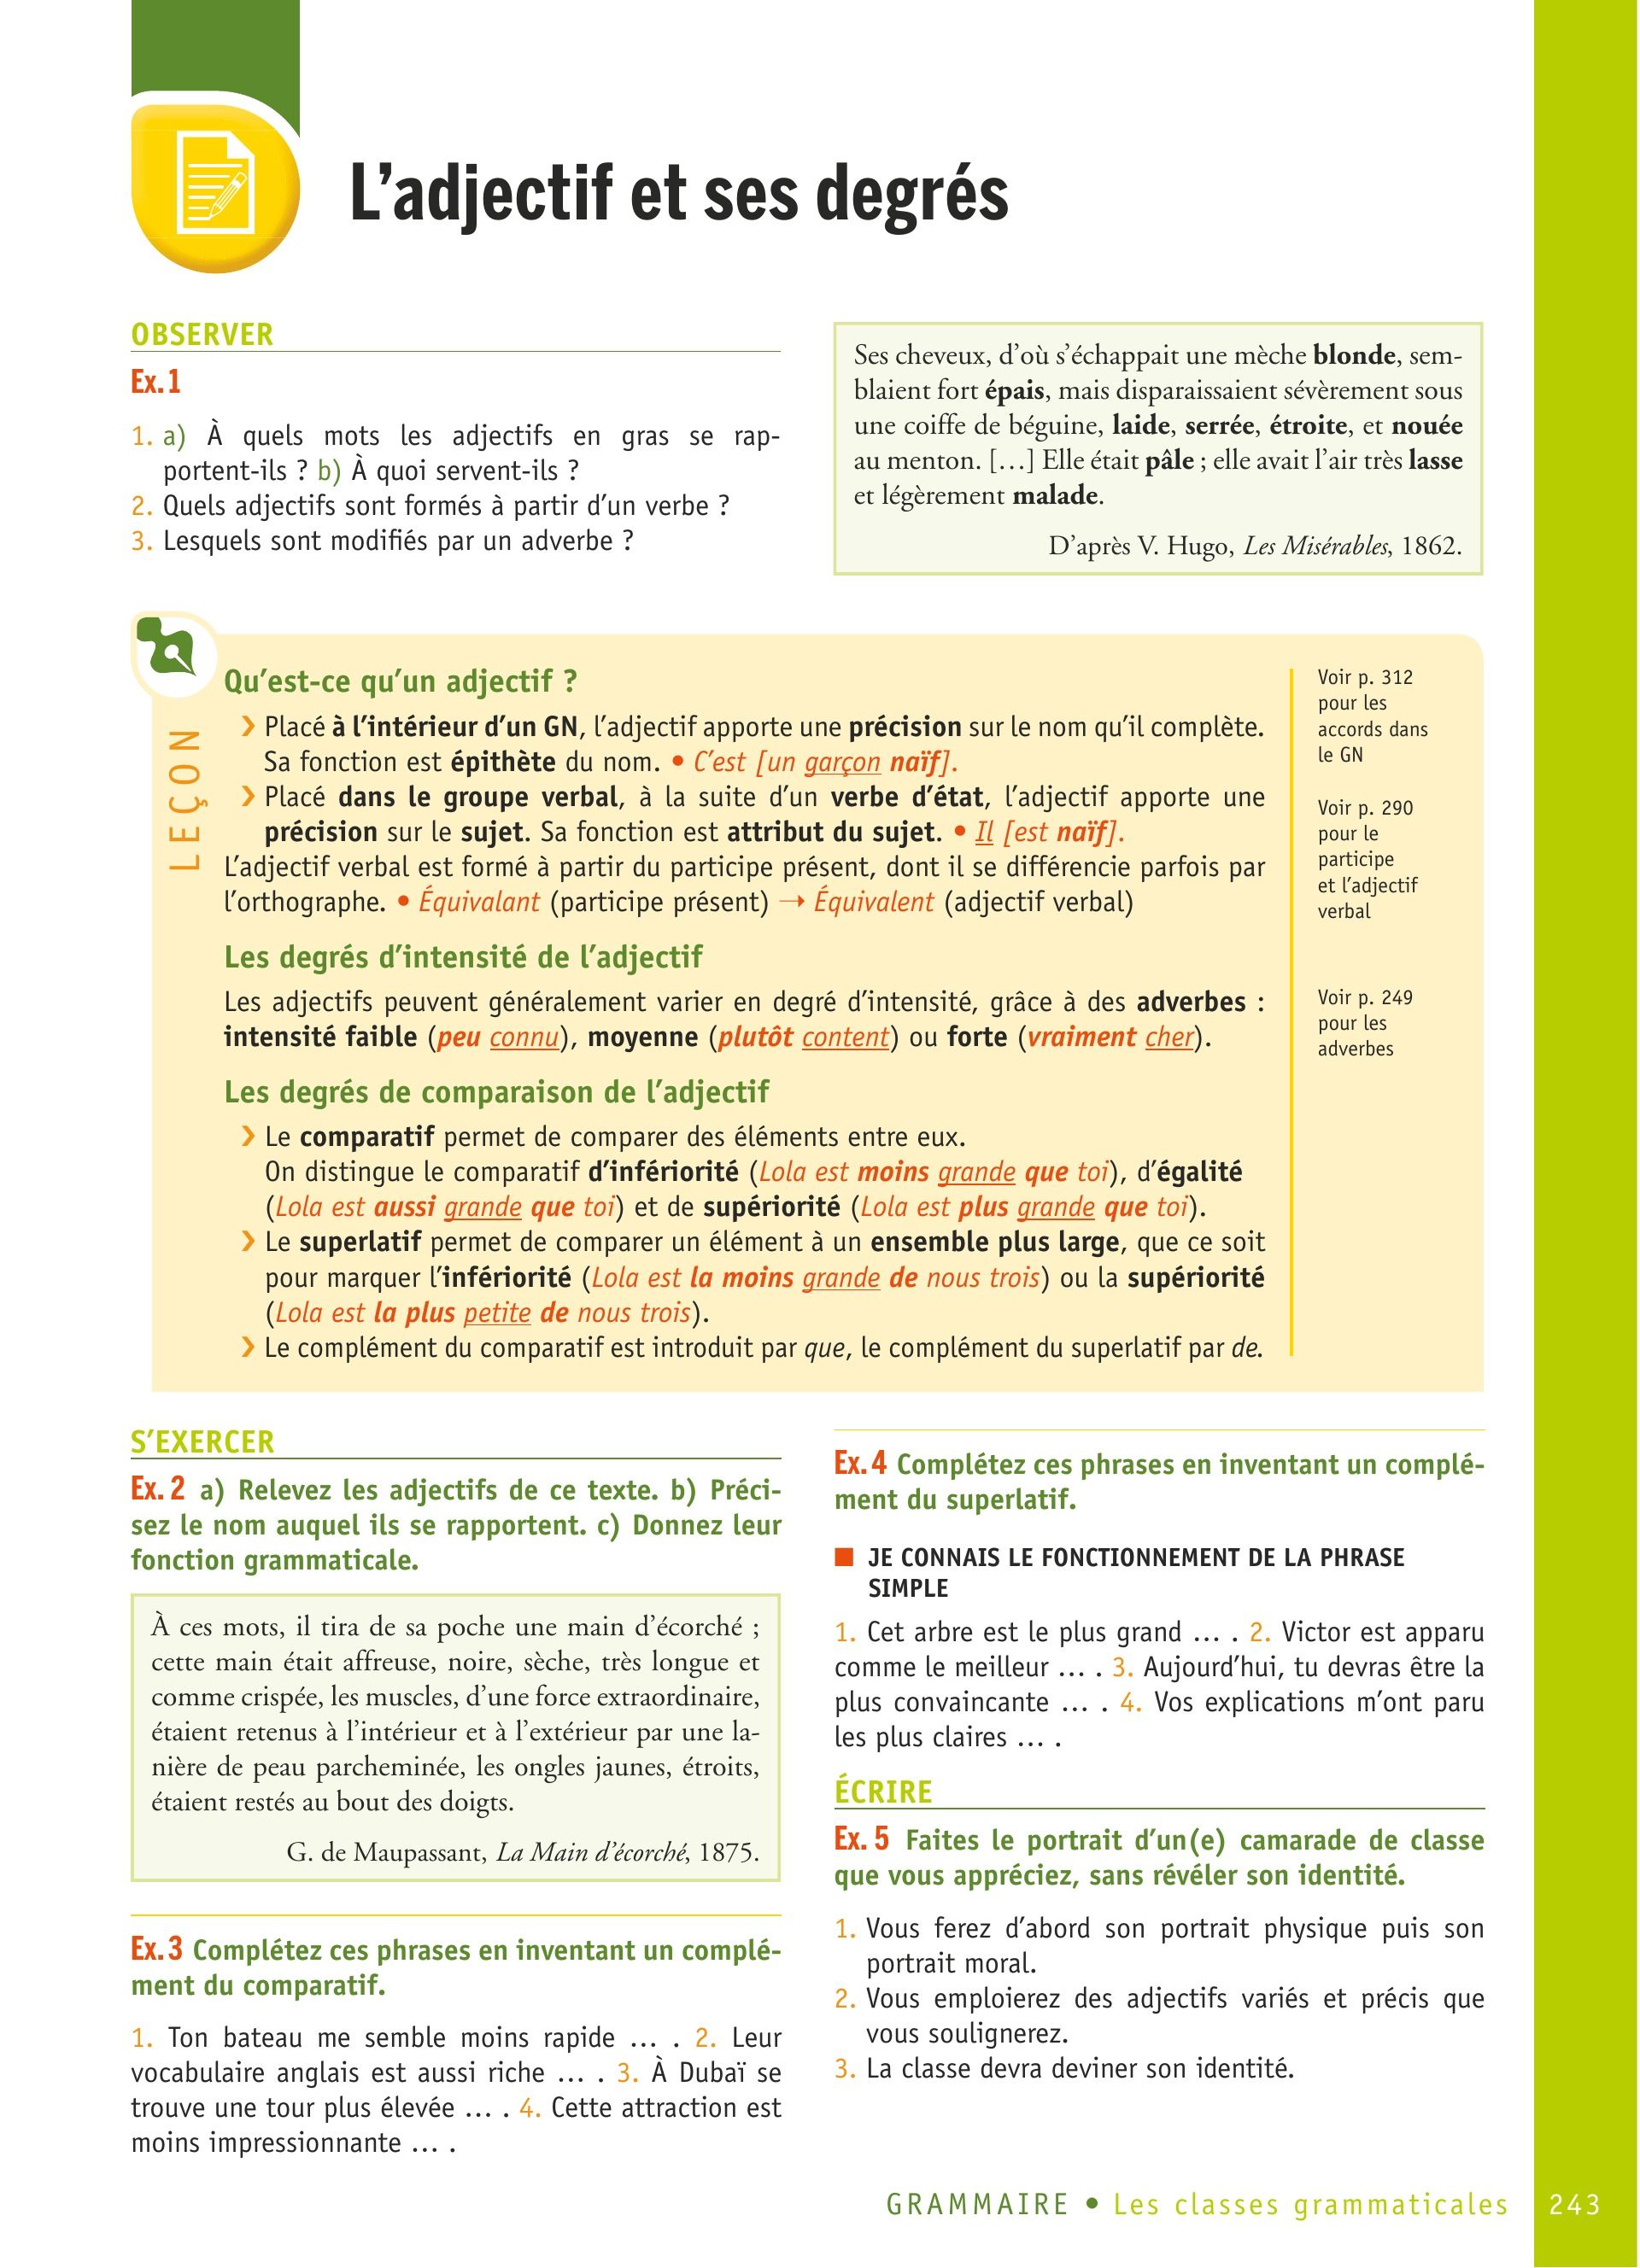 L’adjectif et ses degrés
OBSERVER
Ex. 1
1. a) À quels mots les adjectifs en gras se rap-
portent-ils ? b) À quoi servent-ils ?
2. Quels adjectifs sont formés à partir d’un verbe ?
3. Lesquels sont modifiés par un adverbe ?
Ses cheveux, d’où s’échappait une mèche blonde, sem-
blaient fort épais, mais disparaissaient sévèrement sous
une coiffe de béguine, laide, serrée, étroite, et nouée
au menton. […] Elle était pâle ; elle avait l’air très lasse
et légèrement malade.
D’après V. Hugo, Les Misérables, 1862.
LEÇON
Qu’est-ce qu’un adjectif ?
› Placé à l’intérieur d’un GN, l’adjectif apporte une précision sur le nom qu’il complète.
Sa fonction est épithète du nom. • C’est [un garçon naïf].
› Placé dans le groupe verbal, à la suite d’un verbe d’état, l’adjectif apporte une
précision sur le sujet. Sa fonction est attribut du sujet. • Il [est naïf].
L’adjectif verbal est formé à partir du participe présent, dont il se différencie parfois par
l’orthographe. • Équivalant (participe présent) → Équivalent (adjectif verbal)
Les degrés d’intensité de l’adjectif
Les adjectifs peuvent généralement varier en degré d’intensité, grâce à des adverbes :
intensité faible (peu connu), moyenne (plutôt content) ou forte (vraiment cher).
Les degrés de comparaison de l’adjectif
› Le comparatif permet de comparer des éléments entre eux.
On distingue le comparatif d’infériorité (Lola est moins grande que toi), d’égalité
(Lola est aussi grande que toi) et de supériorité (Lola est plus grande que toi).
› Le superlatif permet de comparer un élément à un ensemble plus large, que ce soit
pour marquer l’infériorité (Lola est la moins grande de nous trois) ou la supériorité
(Lola est la plus petite de nous trois).
› Le complément du comparatif est introduit par que, le complément du superlatif par de.
Voir p. 312
pour les
accords dans
le GN
Voir p. 290
pour le
participe
et l’adjectif
verbal
Voir p. 249
pour les
adverbes
S’EXERCER
Ex. 2 a) Relevez les adjectifs de ce texte. b) Préci-
sez le nom auquel ils se rapportent. c) Donnez leur
fonction grammaticale.
À ces mots, il tira de sa poche une main d’écorché ;
cette main était affreuse, noire, sèche, très longue et
comme crispée, les muscles, d’une force extraordinaire,
étaient retenus à l’intérieur et à l’extérieur par une la-
nière de peau parcheminée, les ongles jaunes, étroits,
étaient restés au bout des doigts.
G. de Maupassant, La Main d’écorché, 1875.
Ex. 3 Complétez ces phrases en inventant un complé-
ment du comparatif.
1. Ton bateau me semble moins rapide … . 2. Leur
vocabulaire anglais est aussi riche … . 3. À Dubaï se
trouve une tour plus élevée … . 4. Cette attraction est
moins impressionnante … .
Ex. 4 Complétez ces phrases en inventant un complé-
ment du superlatif.
■ JE CONNAIS LE FONCTIONNEMENT DE LA PHRASE
SIMPLE
1. Cet arbre est le plus grand … . 2. Victor est apparu
comme le meilleur … . 3. Aujourd’hui, tu devras être la
plus convaincante … . 4. Vos explications m’ont paru
les plus claires … .
ÉCRIRE
Ex. 5 Faites le portrait d’un(e) camarade de classe
que vous appréciez, sans révéler son identité.
1. Vous ferez d’abord son portrait physique puis son
portrait moral.
2. Vous emploierez des adjectifs variés et précis que
vous soulignerez.
3. La classe devra deviner son identité.
GRAMMAIRE • Les classes grammaticales 243